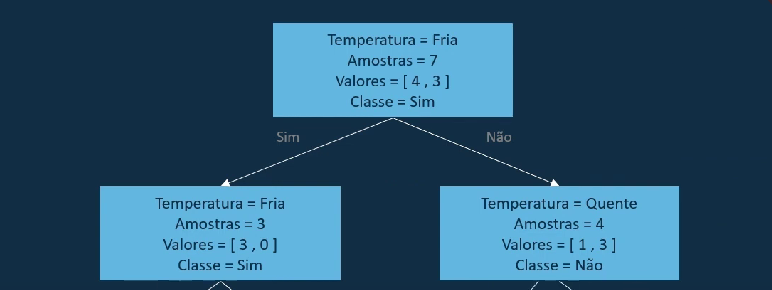 Temperatura = Fria
Amostras = 7
Valores = [ 4 , 3 ]
Classe = Sim
Sim
Não
Temperatura = Fria
Amostras = 3
Valores = [ 3 , 0 ]
Classe = Sim
Temperatura = Quente
Amostras = 4
Valores = [ 1 , 3 ]
Classe = Não